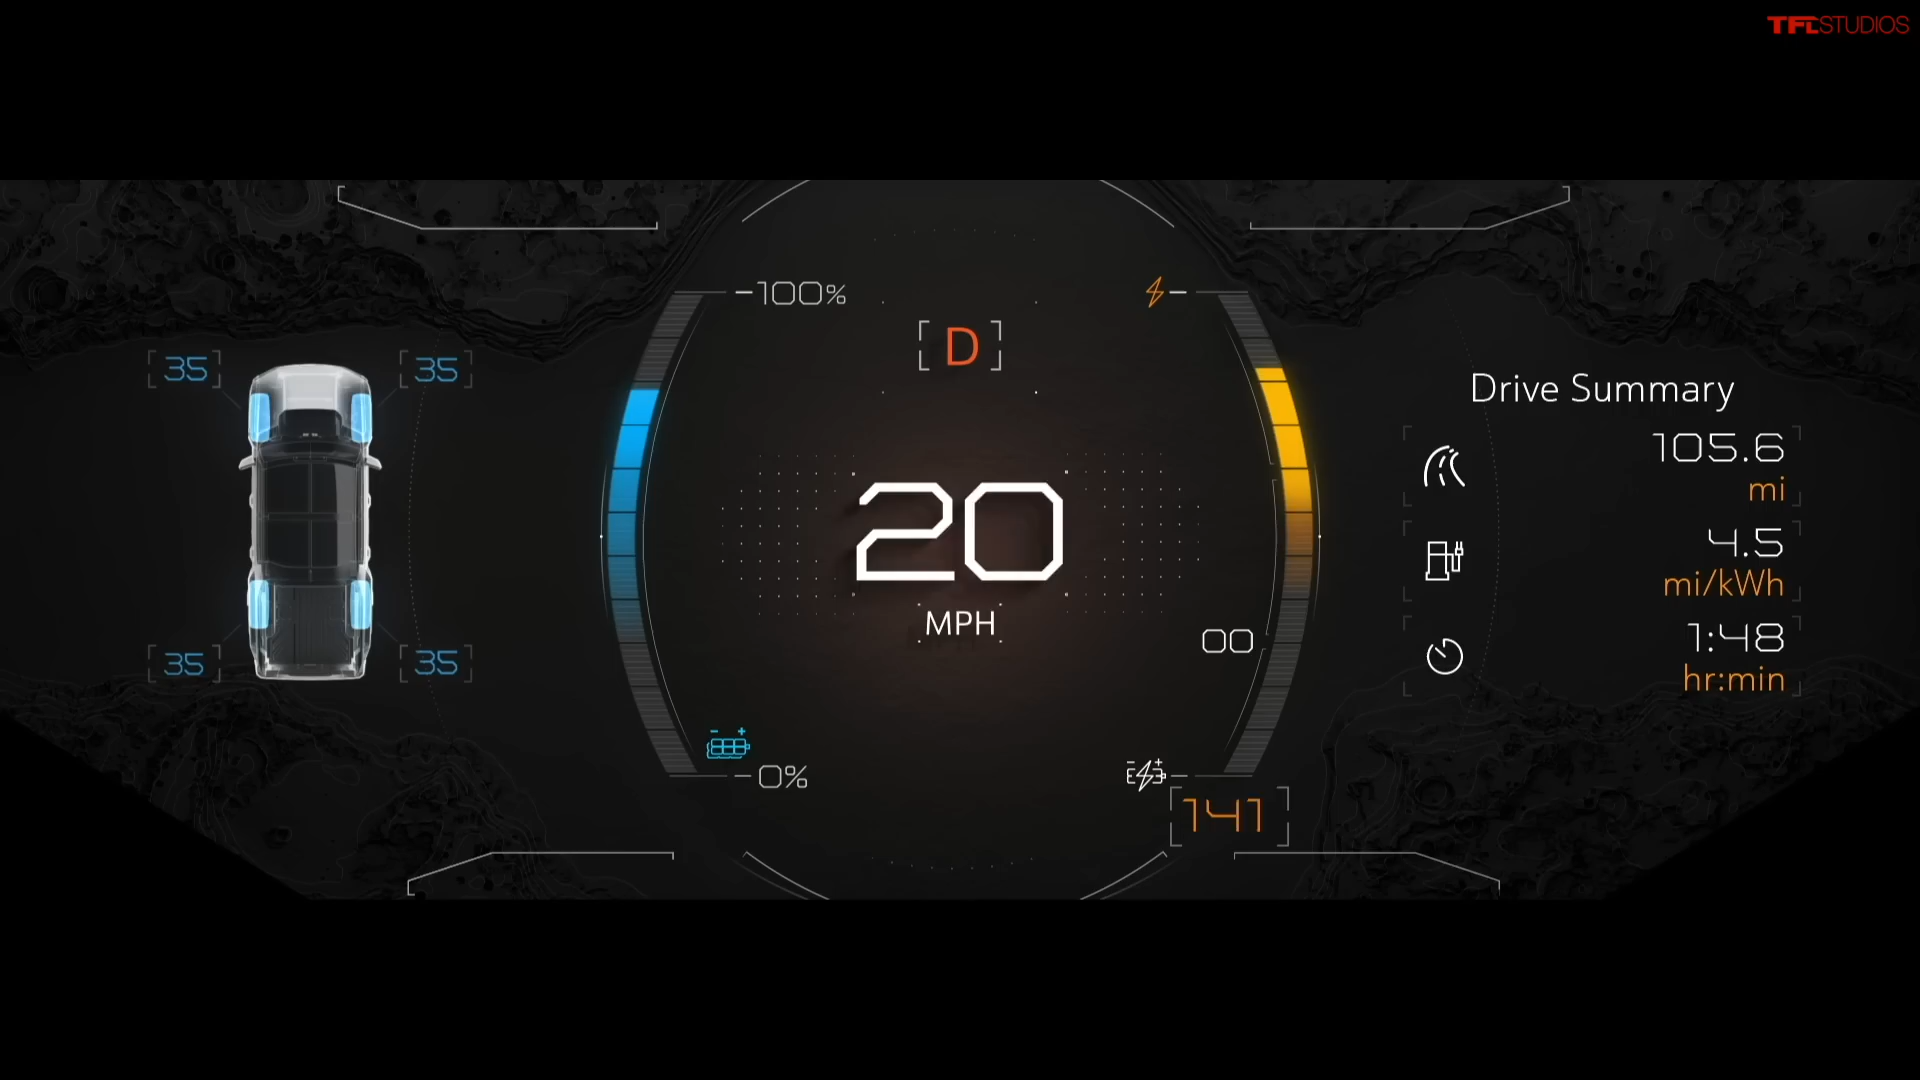 TFLSTUDIOS
100%
D
35
35
Drive Summary
105.6
mi
20
4.5
mi/kWh
MPH
00
1:48
hr:min
35
35
0%
141